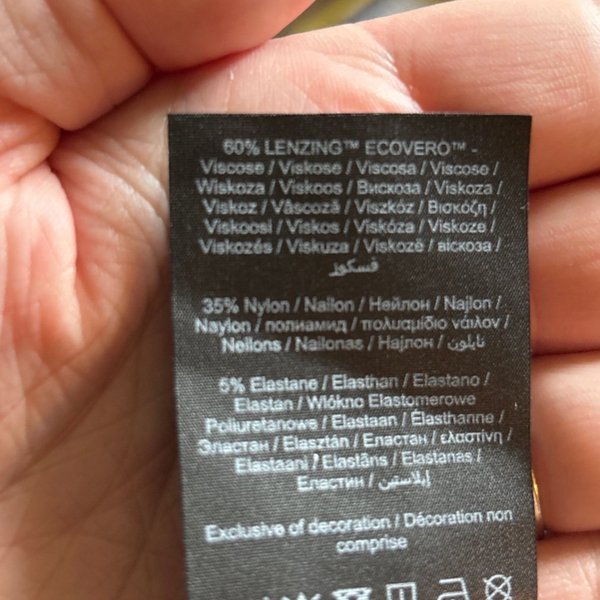 60% LENZING™ ECOVERO™ -
Viscose / Viskose / Viscosa / Viscose /
Wiskoza / Viskoos / Вискоза / Viskoza /
Viskoz / Vâscoză / Viszkóz / Βισκόζη /
Viskoosi / Viskos / Viskóza / Viskoze /
Viskozés / Viskuza / Viskozė / віскоза /
فسكوز
35% Nylon / Nailon / Нейлон / Najlon /
Naylon / полиамид / πολυαμίδιο νάιλον /
Neilons / Nailonas / Најлон / نايلون
5% Elastane / Elasthan / Elastano /
Elastan / Włókno Elastomerowe
Poliuretanowe / Elastaan / Élasthanne /
Эластан / Elasztán / Еластан / ελαστίνη /
Elastaani / Elastāns / Elastanas /
Еластин / إيلاستين
Exclusive of decoration / Décoration non
comprise